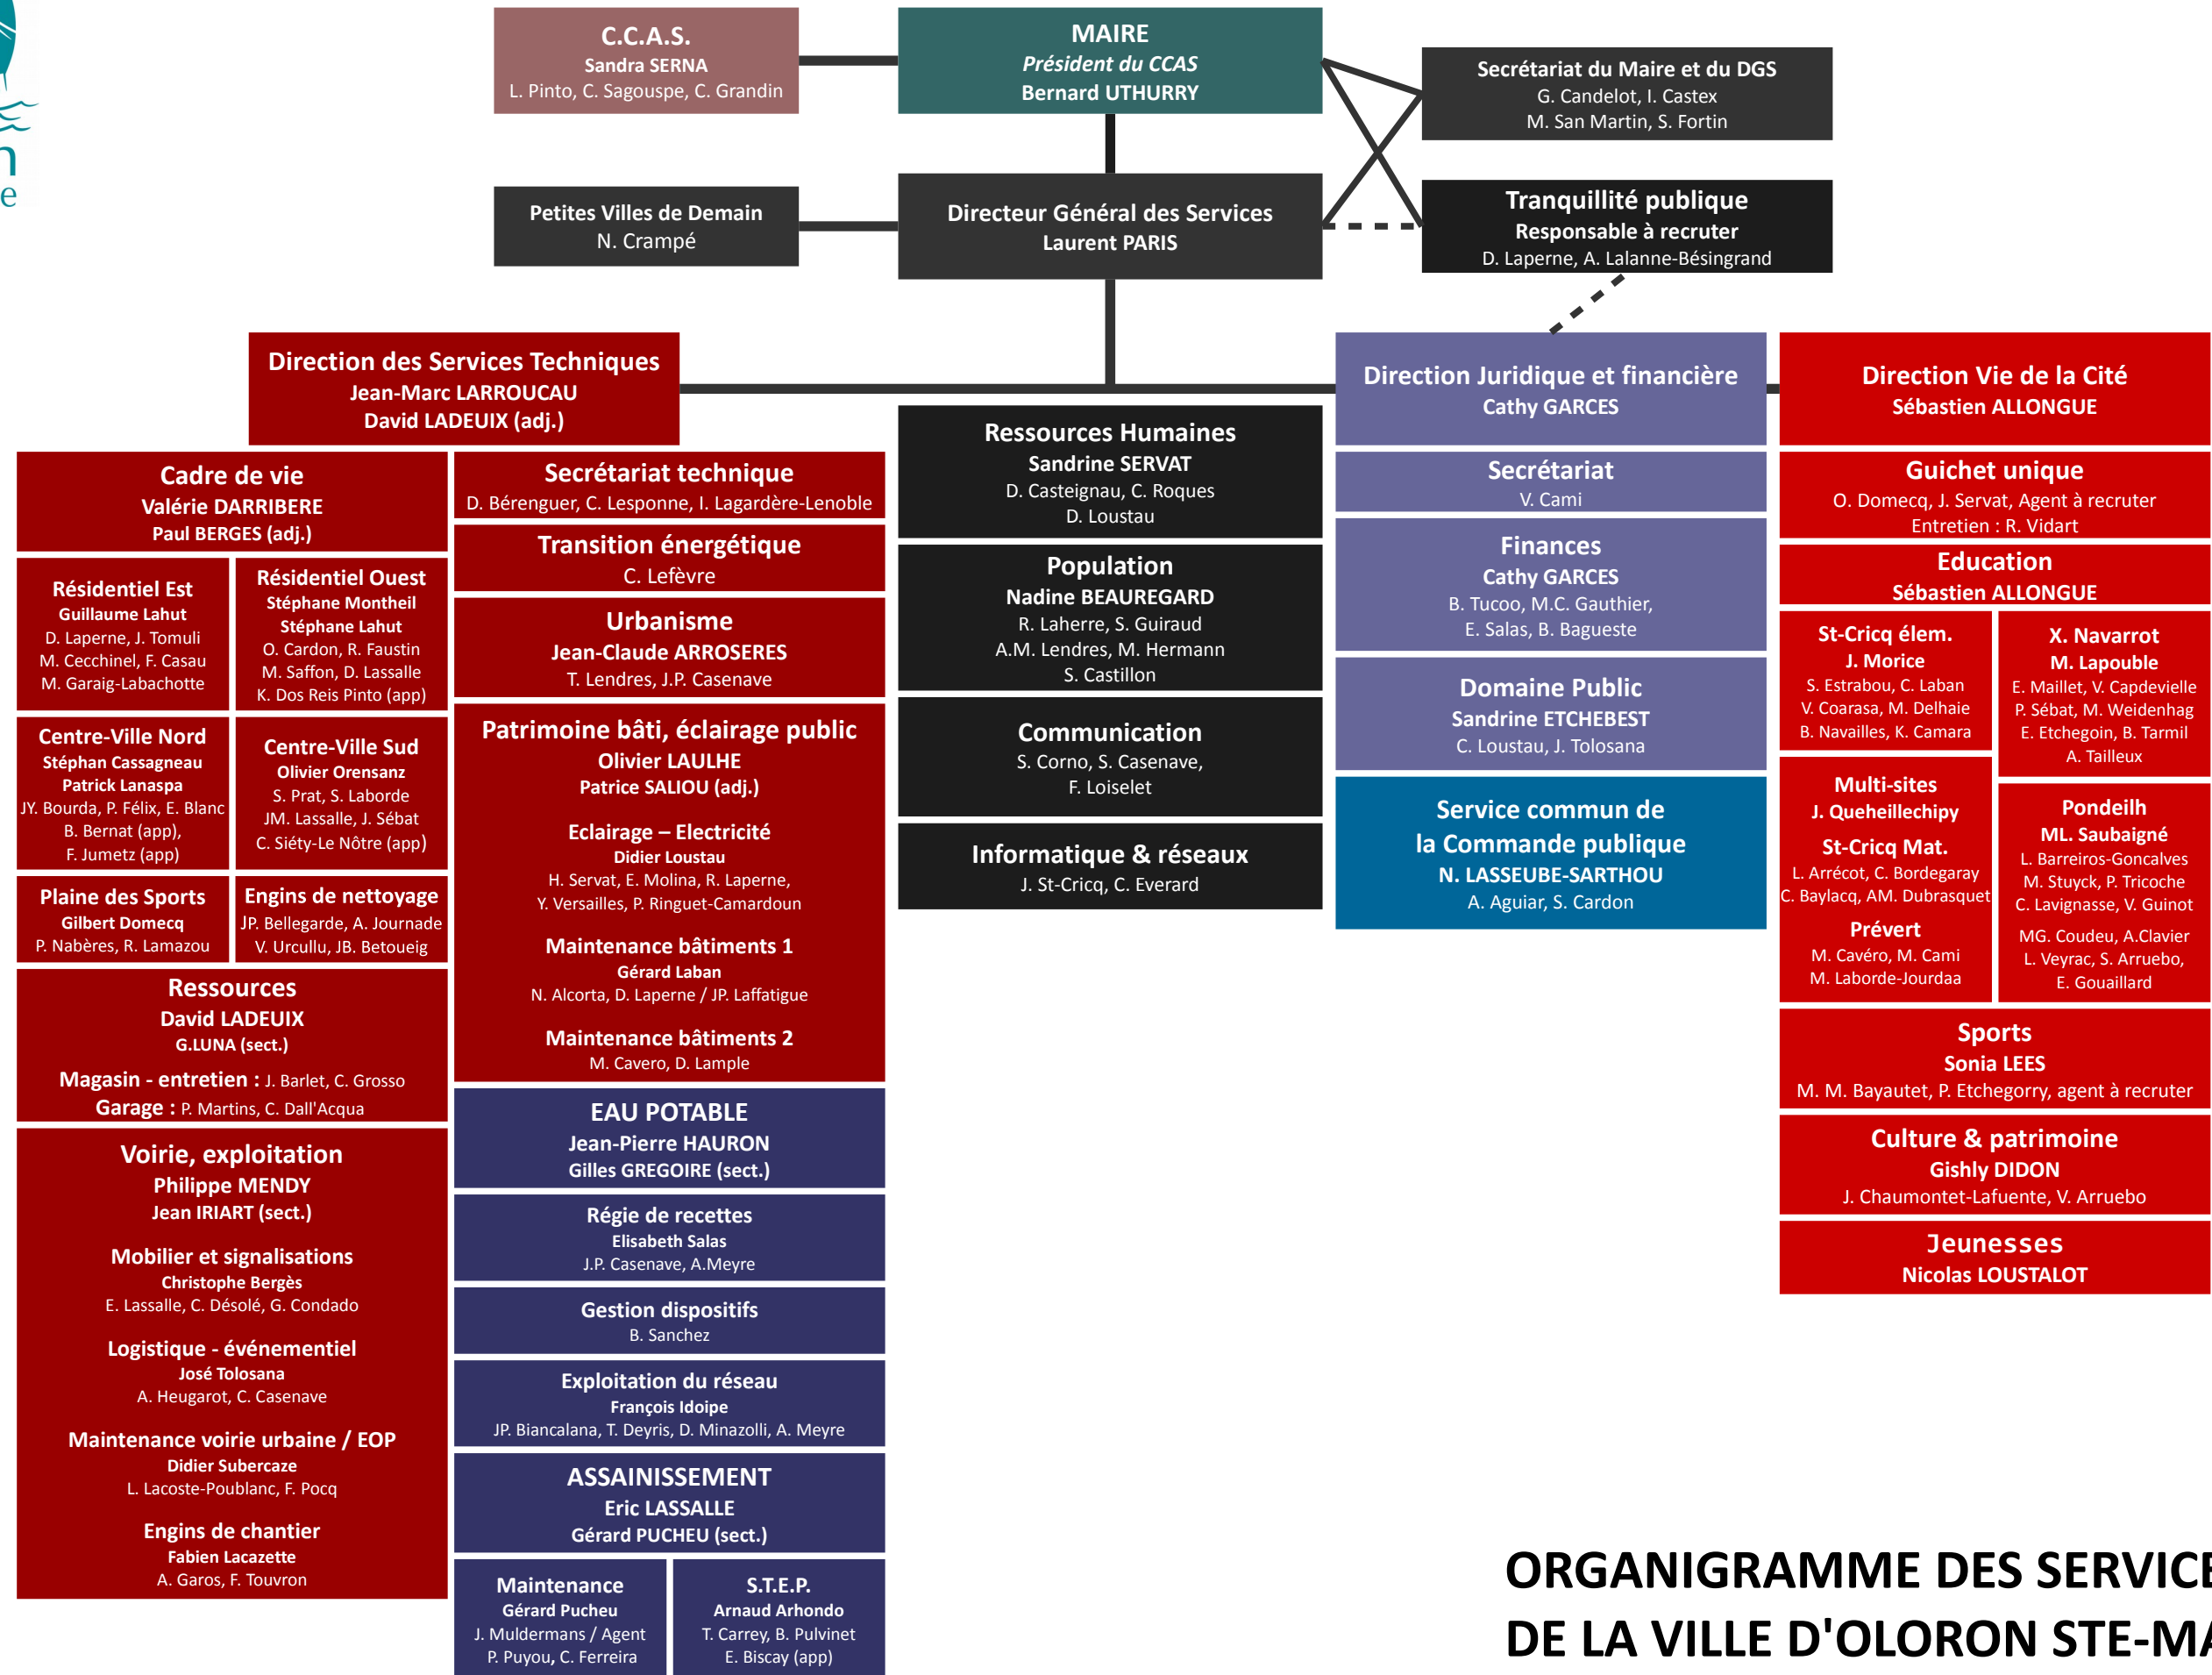 C.C.A.S.
Sandra SERNA
L. Pinto, C. Sagouspe, C. Grandin
MAIRE
Président du CCAS
Bernard UTHURRY
Secrétariat du Maire et du DGS
G. Candelot, I. Castex
M. San Martin, S. Fortin
Petites Villes de Demain
N. Crampé
Directeur Général des Services
Laurent PARIS
Tranquillité publique
Responsable à recruter
D. Laperne, A. Lalanne-Bésingrand
Direction des Services Techniques
Jean-Marc LARROUCAU
David LADEUIX (adj.)
Cadre de vie
Valérie DARRIBERE
Paul BERGES (adj.)
Résidentiel Est
Guillaume Lahut
D. Laperne, J. Tomuli
M. Cecchinel, F. Casau
M. Garaig-Labachotte
Résidentiel Ouest
Stéphane Montheil
Stéphane Lahut
O. Cardon, R. Faustin
M. Saffon, D. Lassalle
K. Dos Reis Pinto (app)
Centre-Ville Nord
Stéphan Cassagneau
Patrick Lanaspa
JY. Bourda, P. Félix, E. Blanc
B. Bernat (app),
F. Jumetz (app)
Centre-Ville Sud
Olivier Orensanz
S. Prat, S. Laborde
JM. Lassalle, J. Sébat
C. Siéty-Le Nôtre (app)
Plaine des Sports
Gilbert Domecq
P. Nabères, R. Lamazou
Engins de nettoyage
JP. Bellegarde, A. Journade
V. Urcullu, JB. Betoueig
Ressources
David LADEUIX
G.LUNA (sect.)
Magasin - entretien : J. Barlet, C. Grosso
Garage : P. Martins, C. Dall'Acqua
Voirie, exploitation
Philippe MENDY
Jean IRIART (sect.)
Mobilier et signalisations
Christophe Bergès
E. Lassalle, C. Désolé, G. Condado
Logistique - événementiel
José Tolosana
A. Heugarot, C. Casenave
Maintenance voirie urbaine / EOP
Didier Subercaze
L. Lacoste-Poublanc, F. Pocq
Engins de chantier
Fabien Lacazette
A. Garos, F. Touvron
Secrétariat technique
D. Bérenguer, C. Lesponne, I. Lagardère-Lenoble
Transition énergétique
C. Lefèvre
Urbanisme
Jean-Claude ARROSERES
T. Lendres, J.P. Casenave
Patrimoine bâti, éclairage public
Olivier LAULHE
Patrice SALIOU (adj.)
Eclairage – Electricité
Didier Loustau
H. Servat, E. Molina, R. Laperne,
Y. Versailles, P. Ringuet-Camardoun
Maintenance bâtiments 1
Gérard Laban
N. Alcorta, D. Laperne / JP. Laffatigue
Maintenance bâtiments 2
M. Cavero, D. Lample
EAU POTABLE
Jean-Pierre HAURON
Gilles GREGOIRE (sect.)
Régie de recettes
Elisabeth Salas
J.P. Casenave, A.Meyre
Gestion dispositifs
B. Sanchez
Exploitation du réseau
François Idoipe
JP. Biancalana, T. Deyris, D. Minazolli, A. Meyre
ASSAINISSEMENT
Eric LASSALLE
Gérard PUCHEU (sect.)
Maintenance
Gérard Pucheu
J. Muldermans / Agent
P. Puyou, C. Ferreira
S.T.E.P.
Arnaud Arhondo
T. Carrey, B. Pulvinet
E. Biscay (app)
Ressources Humaines
Sandrine SERVAT
D. Casteignau, C. Roques
D. Loustau
Population
Nadine BEAUREGARD
R. Laherre, S. Guiraud
A.M. Lendres, M. Hermann
S. Castillon
Communication
S. Corno, S. Casenave,
F. Loiselet
Informatique & réseaux
J. St-Cricq, C. Everard
Direction Juridique et financière
Cathy GARCES
Secrétariat
V. Cami
Finances
Cathy GARCES
B. Tucoo, M.C. Gauthier,
E. Salas, B. Bagueste
Domaine Public
Sandrine ETCHEBEST
C. Loustau, J. Tolosana
Service commun de
la Commande publique
N. LASSEUBE-SARTHOU
A. Aguiar, S. Cardon
Direction Vie de la Cité
Sébastien ALLONGUE
Guichet unique
O. Domecq, J. Servat, Agent à recruter
Entretien : R. Vidart
Education
Sébastien ALLONGUE
St-Cricq élem.
J. Morice
S. Estrabou, C. Laban
V. Coarasa, M. Delhaie
B. Navailles, K. Camara
X. Navarrot
M. Lapouble
E. Maillet, V. Capdevielle
P. Sébat, M. Weidenhag
E. Etchegoin, B. Tarmil
A. Tailleux
Multi-sites
J. Queheillechipy
St-Cricq Mat.
L. Arrécot, C. Bordegaray
C. Baylacq, AM. Dubrasquet
Prévert
M. Cavéro, M. Cami
M. Laborde-Jourdaa
Pondeilh
ML. Saubaigné
L. Barreiros-Goncalves
M. Stuyck, P. Tricoche
C. Lavignasse, V. Guinot
MG. Coudeu, A.Clavier
L. Veyrac, S. Arruebo,
E. Gouaillard
Sports
Sonia LEES
M. M. Bayautet, P. Etchegorry, agent à recruter
Culture & patrimoine
Gishly DIDON
J. Chaumontet-Lafuente, V. Arruebo
Jeunesses
Nicolas LOUSTALOT
ORGANIGRAMME DES SERVICE
DE LA VILLE D'OLORON STE-MA